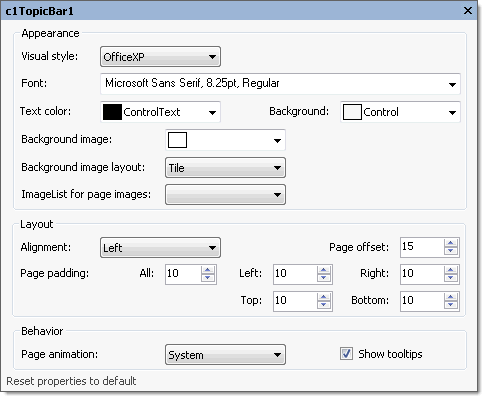 c1TopicBar1
Appearance
Visual style: OfficeXP
Font: Microsoft Sans Serif, 8.25pt, Regular
Text color: ControlText Background: Control
Background image:
Background image layout: Tile
ImageList for page images:
Layout
Alignment: Left Page offset: 15
Page padding: All: 10 Left: 10 Right: 10
Top: 10 Bottom: 10
Behavior
Page animation: System Show tooltips
Reset properties to default